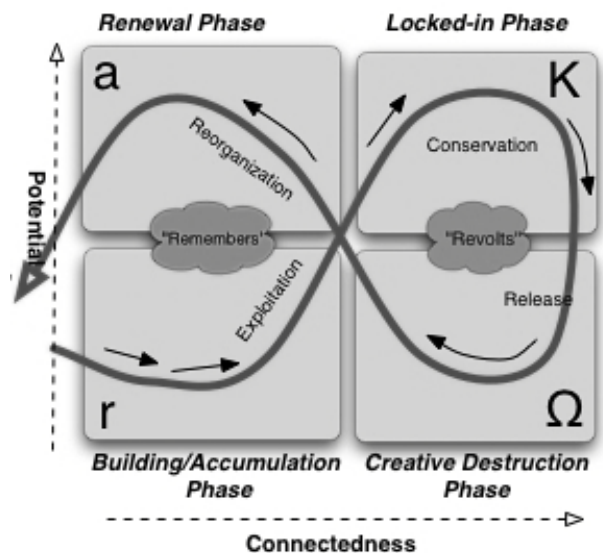 Renewal Phase
Locked-in Phase
a
K
Reorganization
Conservation
Potential
"Remembers"
"Revolts"
Exploitation
Release
r
Ω
Building/Accumulation
Phase
Creative Destruction
Phase
Connectedness